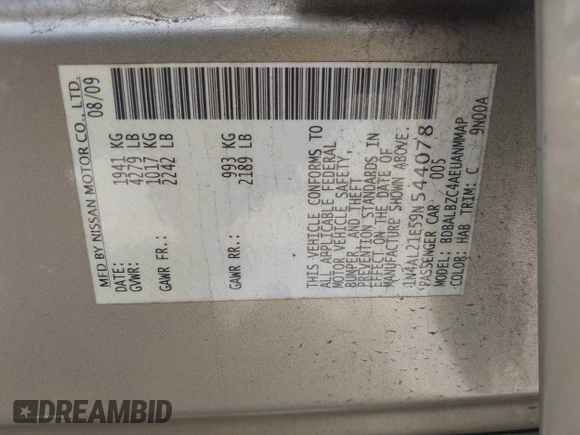 MFD BY NISSAN MOTOR CO., LTD.
DATE: 08/09
GVWR: 1941 KG
4279 LB
GAWR FR.: 1017 KG
2242 LB
GAWR RR.: 993 KG
2189 LB
THIS VEHICLE CONFORMS TO
ALL APPLICABLE FEDERAL
MOTOR VEHICLE SAFETY,
BUMPER, AND THEFT
PREVENTION STANDARDS IN
EFFECT ON THE DATE OF
MANUFACTURE SHOWN ABOVE.
1N4AL21E59N544078
PASSENGER CAR 005
MODEL: BDBALBZC4AEUANMMAP
COLOR: HAB TRIM: C 9N00A
DREAMBID